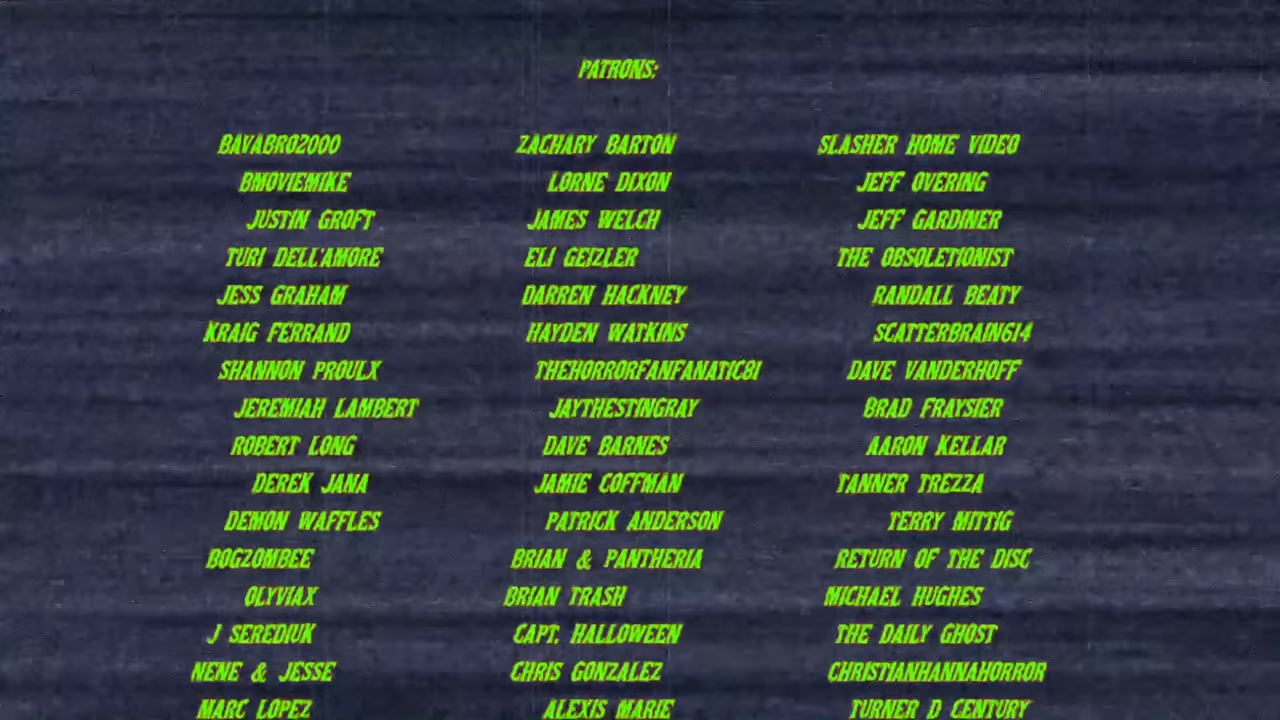 PATRONS:
BAVABRO2000 ZACHARY BARTON SLASHER HOME VIDEO
BMOVIEMIKE LORNE DIXON JEFF OVERING
JUSTIN GROFT JAMES WELCH JEFF GARDINER
TURI DELL'AMORE ELI GEIZLER THE OBSOLETIONIST
JESS GRAHAM DARREN HACKNEY RANDALL BEATY
KRAIG FERRAND HAYDEN WATKINS SCATTERBRAIN614
SHANNON PROULX THEHORRORFANFANATIC81 DAVE VANDERHOFF
JEREMIAH LAMBERT JAYTHESTINGRAY BRAD FRAYSIER
ROBERT LONG DAVE BARNES AARON KELLAR
DEREK JANA JAMIE COFFMAN TANNER TREZZA
DEMON WAFFLES PATRICK ANDERSON TERRY MITTIG
BOGZOMBEE BRIAN & PANTHERIA RETURN OF THE DISC
OLYVIAX BRIAN TRASH MICHAEL HUGHES
J SEREDIUK CAPT. HALLOWEEN THE DAILY GHOST
NENE & JESSE CHRIS GONZALEZ CHRISTIANHANNAHORROR
MARC LOPEZ ALEXIS MARIE TURNER D CENTURY